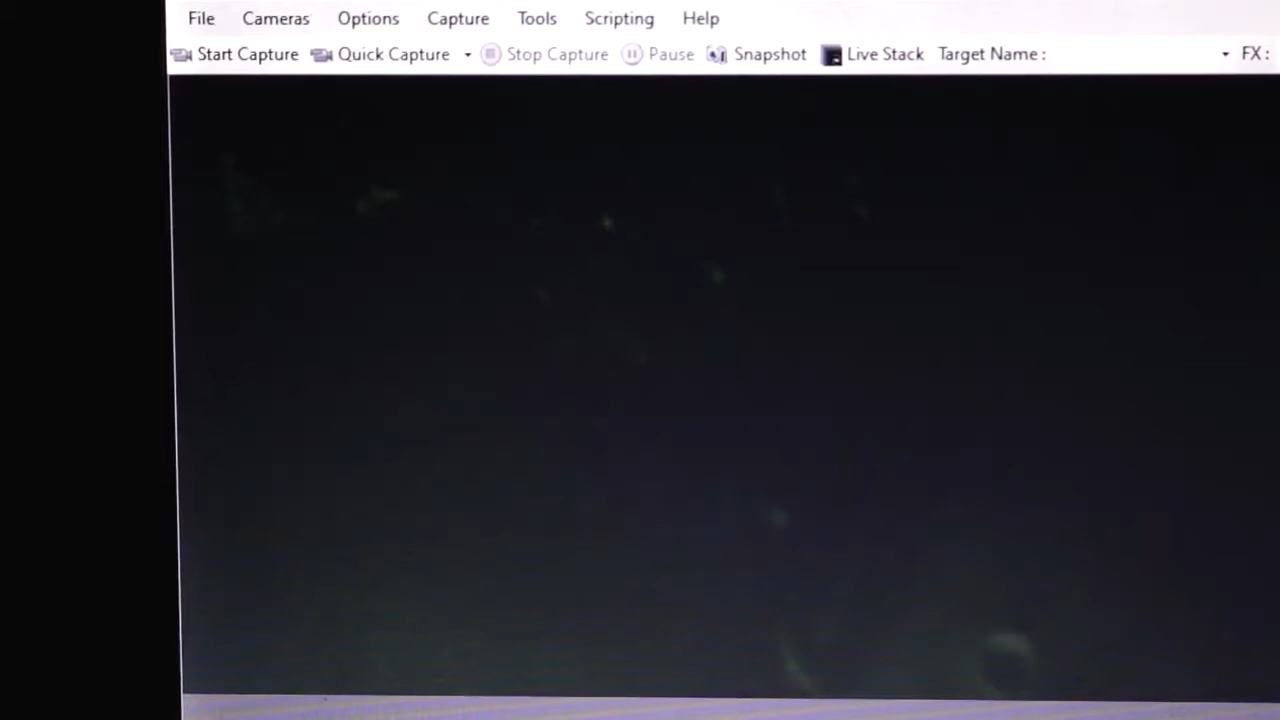 File Cameras Options Capture Tools Scripting Help
Start Capture Quick Capture Stop Capture Pause Snapshot Live Stack Target Name : FX :